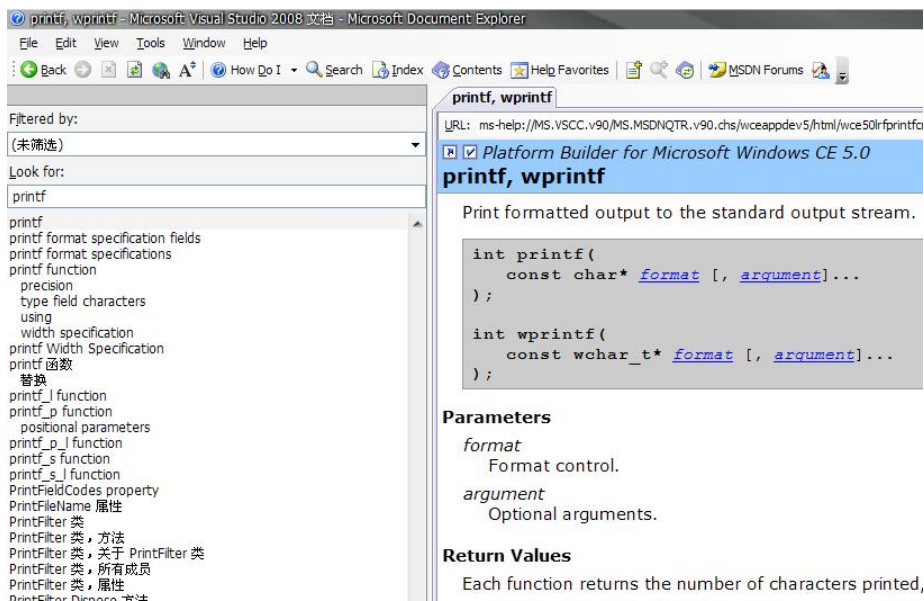 printf, wprintf - Microsoft Visual Studio 2008 文档 - Microsoft Document Explorer
File Edit View Tools Window Help
Back How Do I Search Index Contents Help Favorites MSDN Forums
Filtered by:
(未筛选)
Look for:
printf
printf
printf format specification fields
printf format specifications
printf function
precision
type field characters
using
width specification
printf Width Specification
printf 函数
替换
printf_l function
printf_p function
positional parameters
printf_p_l function
printf_s function
printf_s_l function
PrintFieldCodes property
PrintFileName 属性
PrintFilter 类
PrintFilter 类，方法
PrintFilter 类，关于 PrintFilter 类
PrintFilter 类，所有成员
PrintFilter 类，属性
PrintFilter.Dispose 方法
printf, wprintf
URL: ms-help://MS.VSCC.v90/MS.MSDNQTR.v90.chs/wceappdev5/html/wce50lrfprintfc
Platform Builder for Microsoft Windows CE 5.0
printf, wprintf
Print formatted output to the standard output stream.
int printf(
const char* format [, argument]...
);
int wprintf(
const wchar_t* format [, argument]...
);
Parameters
format
Format control.
argument
Optional arguments.
Return Values
Each function returns the number of characters printed,